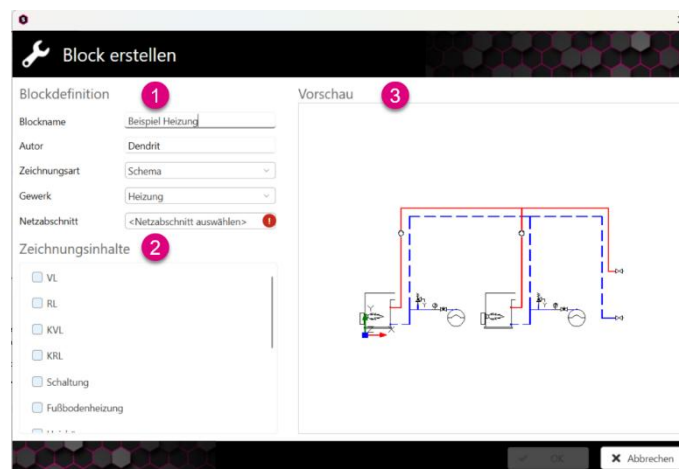 Block erstellen
Blockdefinition 1
Blockname Beispiel Heizung
Autor Dendrit
Zeichnungsart Schema
Gewerk Heizung
Netzabschnitt <Netzabschnitt auswählen> !
Zeichnungsinhalte 2
VL
RL
KVL
KRL
Schaltung
Fußbodenheizung
Vorschau 3
Y
Z X
OK
Abbrechen